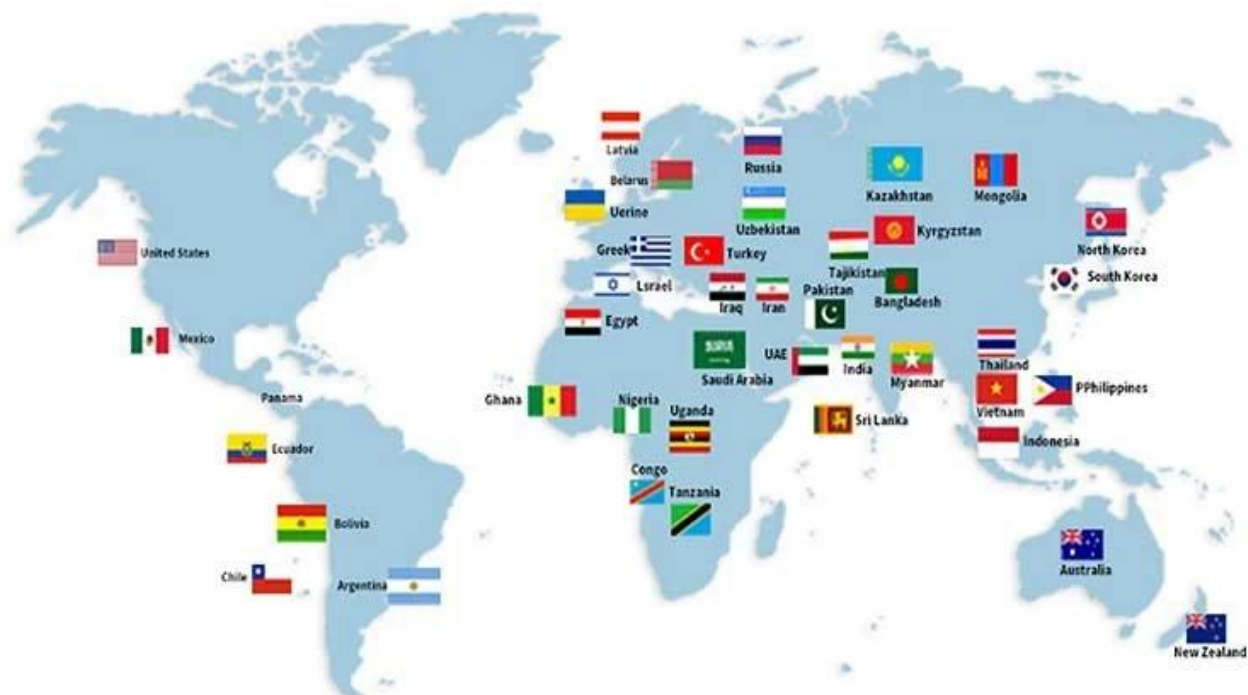 Latvia
Russia
Belarus
Kazakhstan
Mongolia
Uerine
Uzbekistan
Kyrgyzstan
North Korea
United States
Greek
Turkey
Tajikistan
South Korea
Lsrael
Iraq
Iran
Pakistan
Bangladesh
Egypt
Mexico
Saudi Arabia
UAE
India
Myanmar
Thailand
Panama
Ghana
Nigeria
Uganda
Sri Lanka
Vietnam
PPhilippines
Ecuador
Indonesia
Congo
Tanzania
Bolivia
Chile
Argentina
Australia
New Zealand